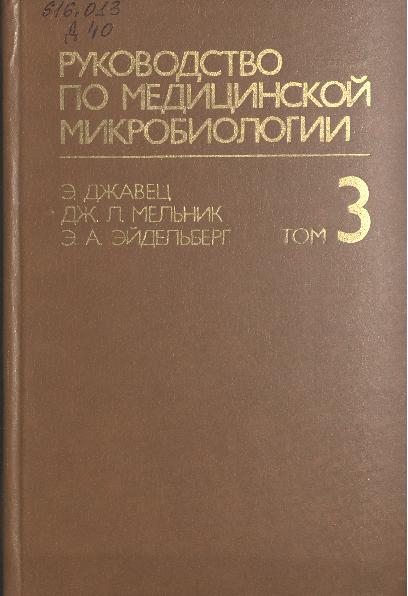 616.013
Д 40
РУКОВОДСТВО
ПО МЕДИЦИНСКОЙ
МИКРОБИОЛОГИИ
Э. ДЖАВЕЦ
ДЖ. Л. МЕЛЬНИК
Э. А. ЭЙДЕЛЬБЕРГ
ТОМ 3